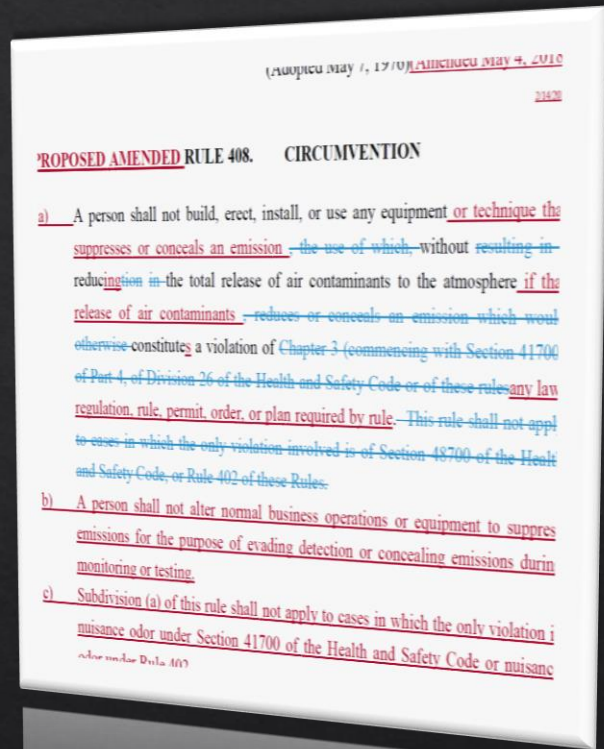 (Adopted May 7, 1976)(Amended May 4, 2018
2/14/20
PROPOSED AMENDED RULE 408. CIRCUMVENTION
a) A person shall not build, erect, install, or use any equipment or technique tha
suppresses or conceals an emission , the use of which, without resulting in
reducingtion in the total release of air contaminants to the atmosphere if tha
release of air contaminants , reduces or conceals an emission which woul
otherwise constitutes a violation of Chapter 3 (commencing with Section 41700
of Part 4, of Division 26 of the Health and Safety Code or of these rulesany law
regulation, rule, permit, order, or plan required by rule. This rule shall not appl
to cases in which the only violation involved is of Section 48700 of the Healt
and Safety Code, or Rule 402 of these Rules.
b) A person shall not alter normal business operations or equipment to suppres
emissions for the purpose of evading detection or concealing emissions durin
monitoring or testing.
c) Subdivision (a) of this rule shall not apply to cases in which the only violation i
nuisance odor under Section 41700 of the Health and Safety Code or nuisanc
odor under Rule 402